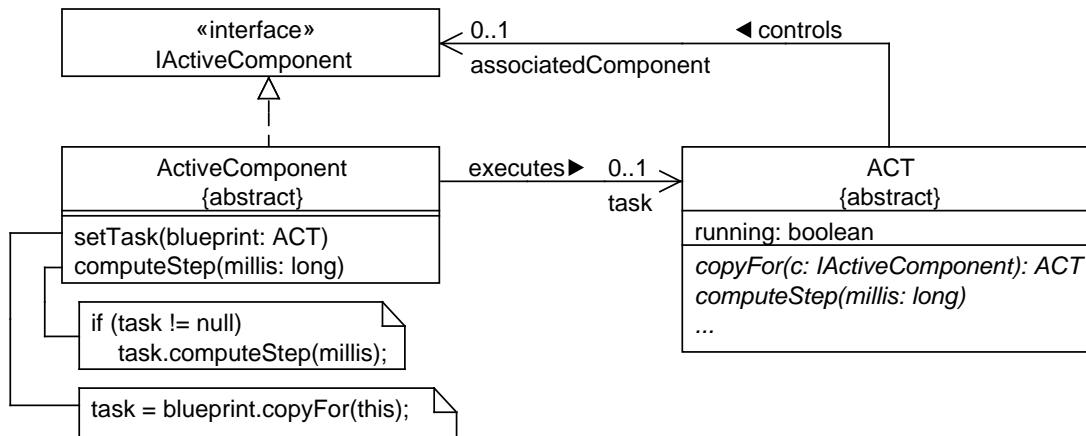 «interface»
IActiveComponent
0..1
◄ controls
associatedComponent
ActiveComponent
{abstract}
setTask(blueprint: ACT)
computeStep(millis: long)
executes►
0..1
task
ACT
{abstract}
running: boolean
copyFor(c: IActiveComponent): ACT
computeStep(millis: long)
...
if (task != null)
task.computeStep(millis);
task = blueprint.copyFor(this);